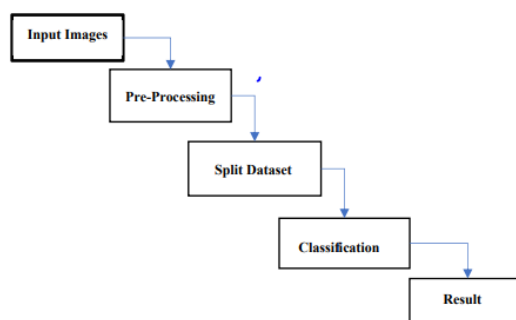 Input Images
Pre-Processing
Split Dataset
Classification
Result